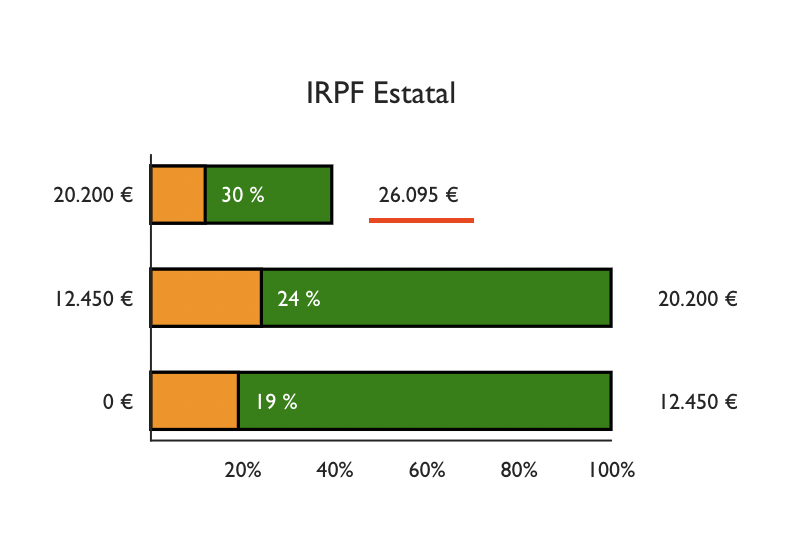 IRPF Estatal
20.200 € 30 % 26.095 €
12.450 € 24 % 20.200 €
0 € 19 % 12.450 €
20% 40% 60% 80% 100%